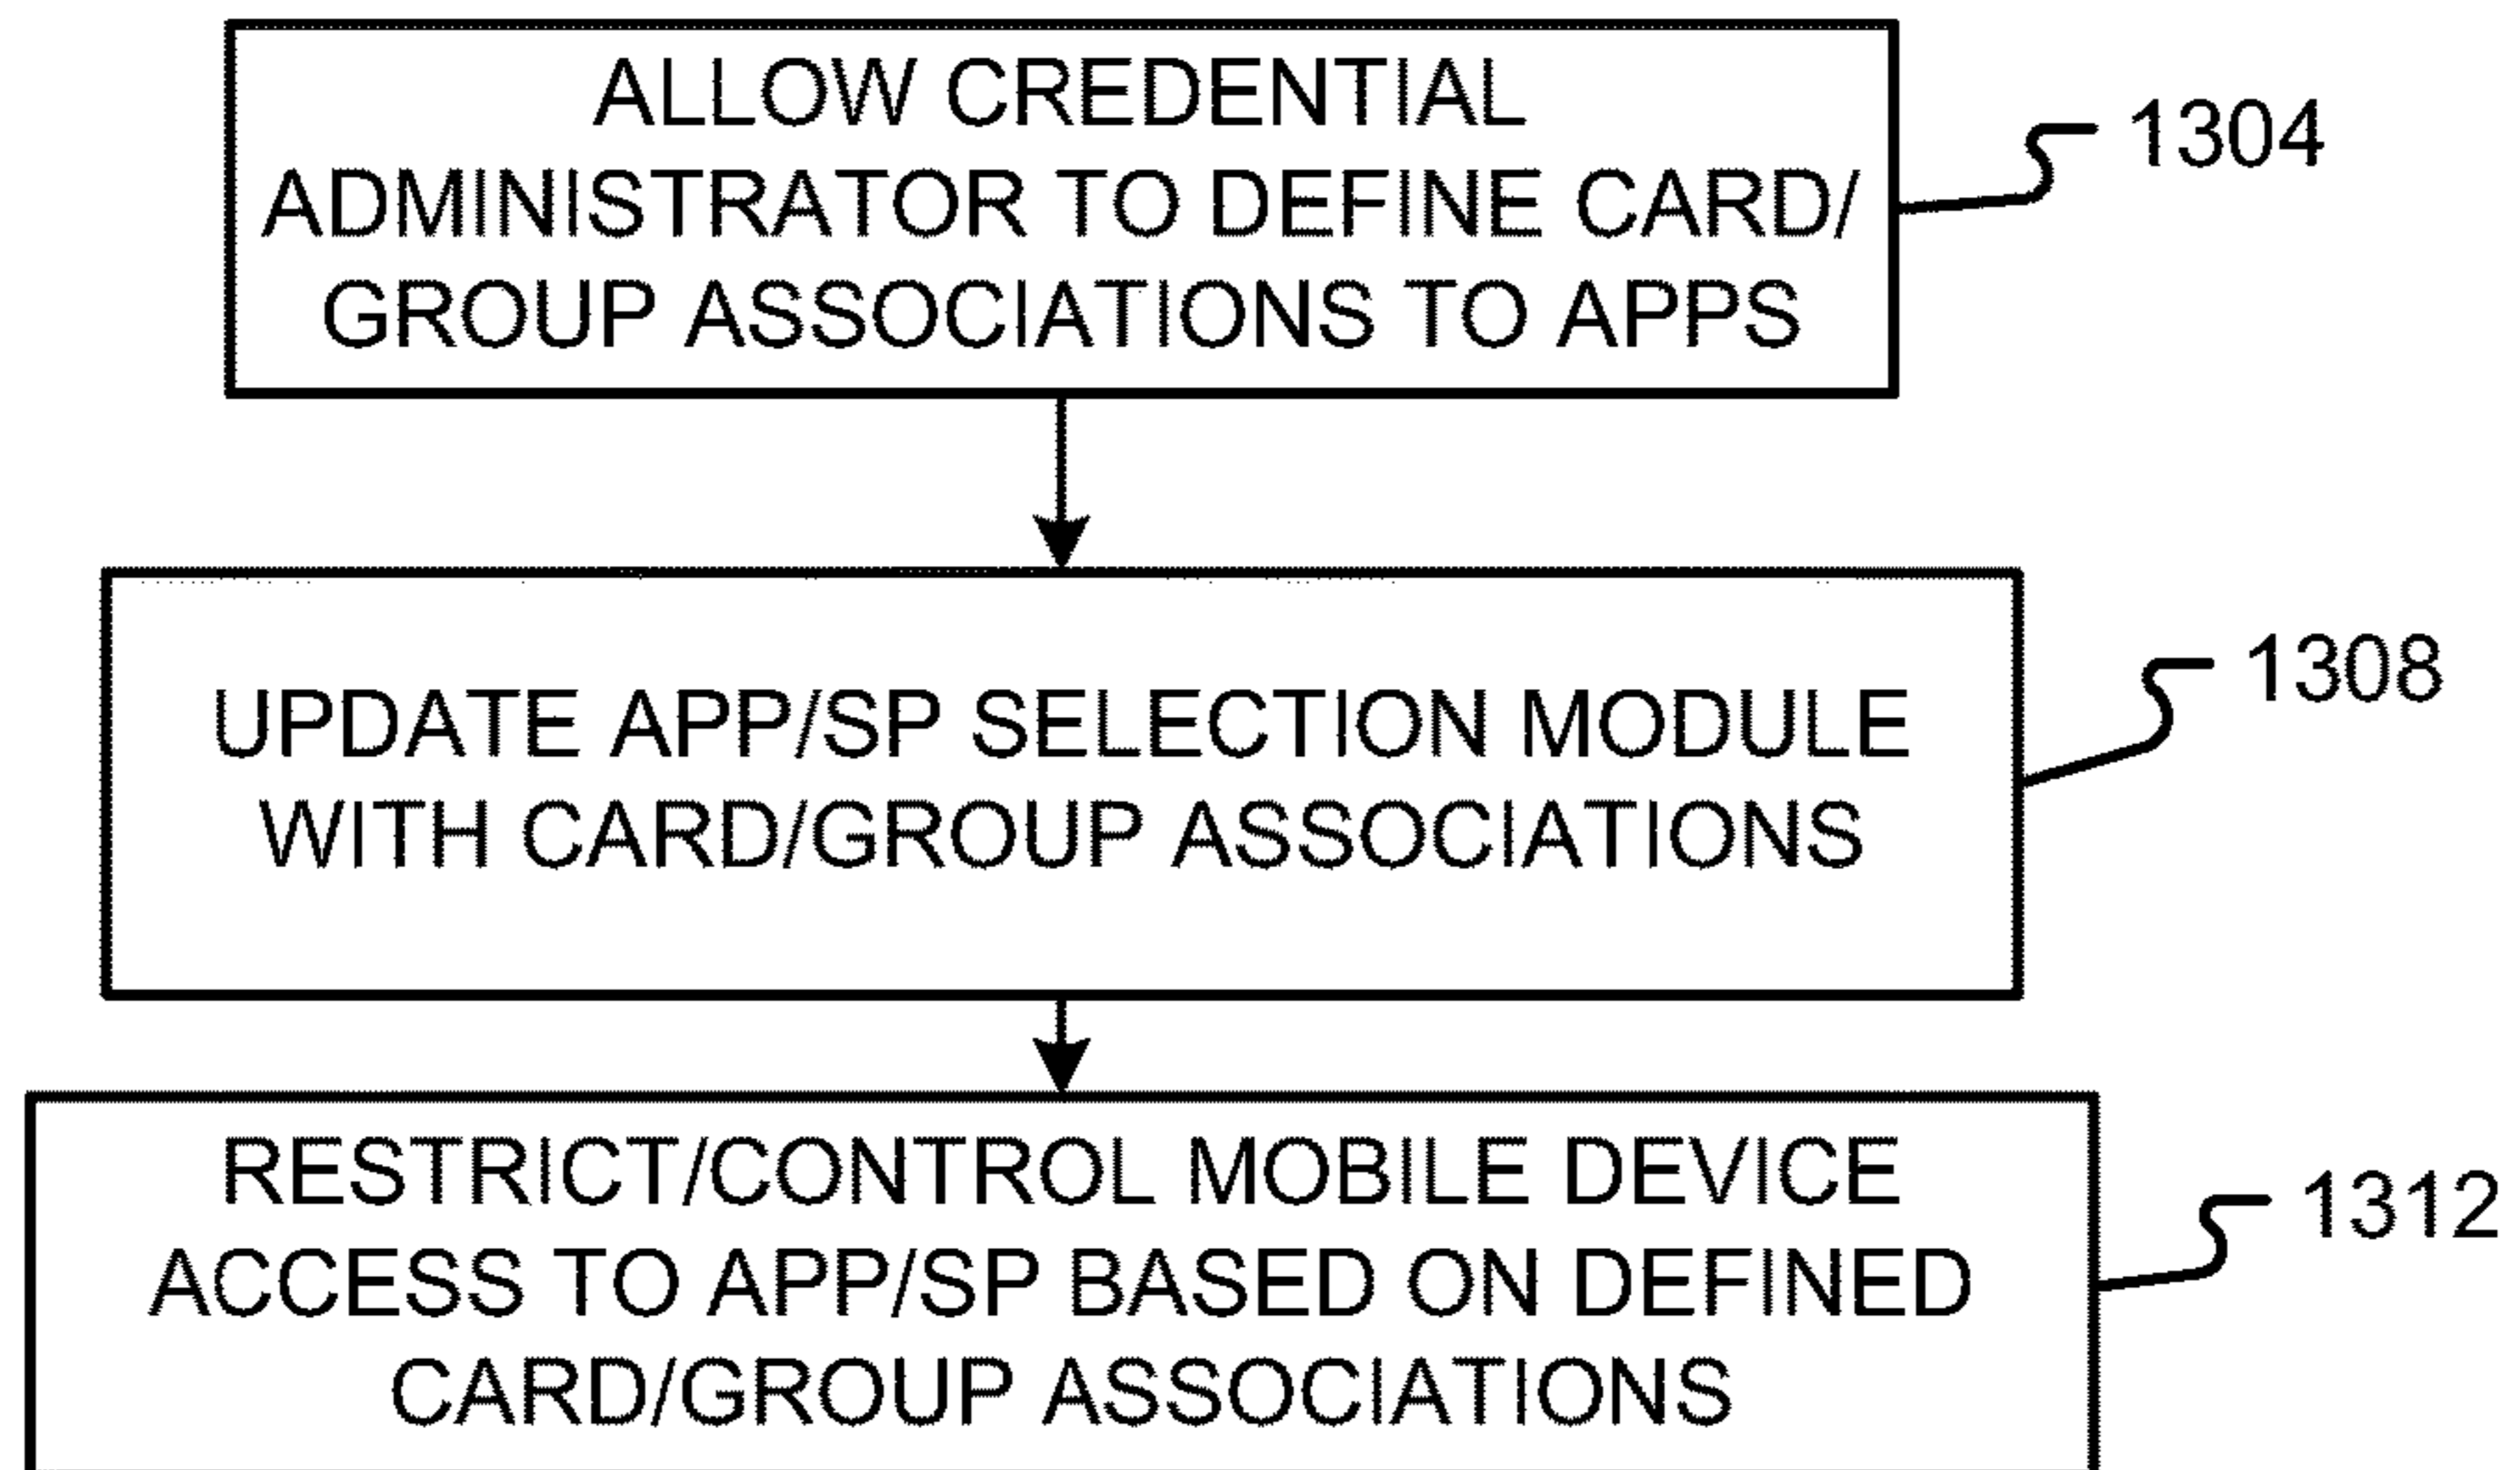 ALLOW CREDENTIAL
ADMINISTRATOR TO DEFINE CARD/
GROUP ASSOCIATIONS TO APPS
1304
UPDATE APP/SP SELECTION MODULE
WITH CARD/GROUP ASSOCIATIONS
1308
RESTRICT/CONTROL MOBILE DEVICE
ACCESS TO APP/SP BASED ON DEFINED
CARD/GROUP ASSOCIATIONS
1312